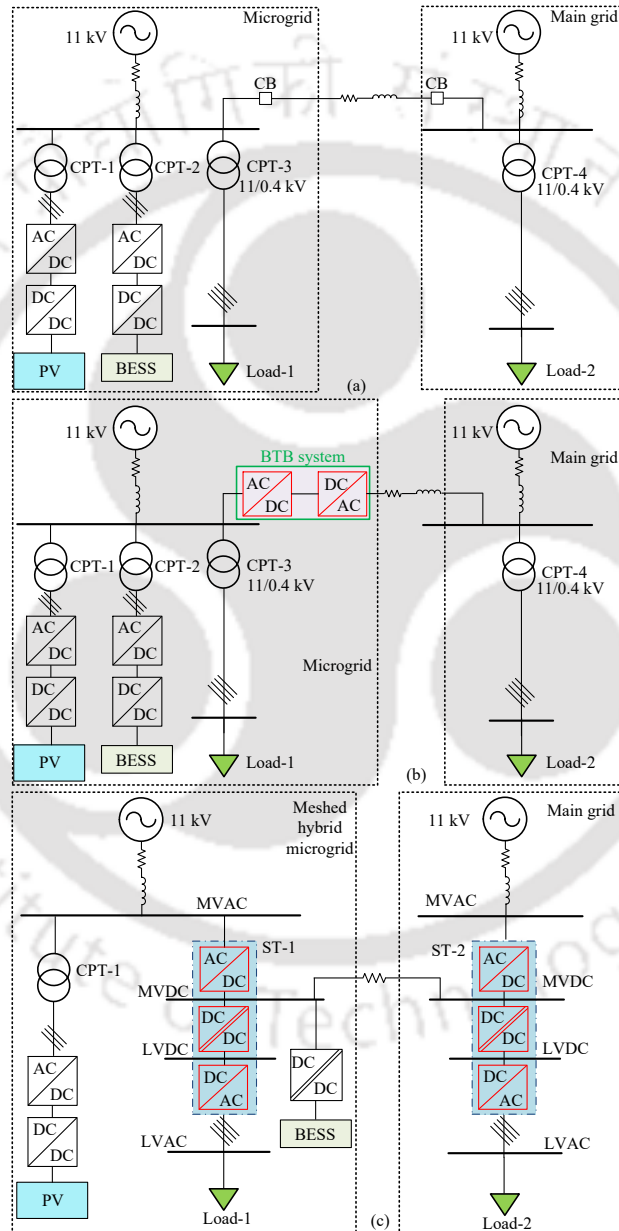 Microgrid
Main grid
11 kV
11 kV
CB
CB
CPT-1
CPT-2
CPT-3
11/0.4 kV
CPT-4
11/0.4 kV
AC
DC
AC
DC
DC
DC
DC
DC
PV
BESS
Load-1
(a)
Load-2
11 kV
11 kV
BTB system
Main grid
AC
DC
DC
AC
CPT-1
CPT-2
CPT-3
11/0.4 kV
CPT-4
11/0.4 kV
AC
DC
AC
DC
DC
DC
DC
DC
Microgrid
PV
BESS
Load-1
(b)
Load-2
Meshed
hybrid
microgrid
Main grid
11 kV
11 kV
MVAC
MVAC
CPT-1
ST-1
ST-2
AC
DC
AC
DC
MVDC
MVDC
DC
DC
DC
DC
LVDC
LVDC
DC
AC
DC
DC
DC
AC
AC
DC
BESS
LVAC
LVAC
DC
DC
PV
Load-1
(c)
Load-2
itute of Technolog